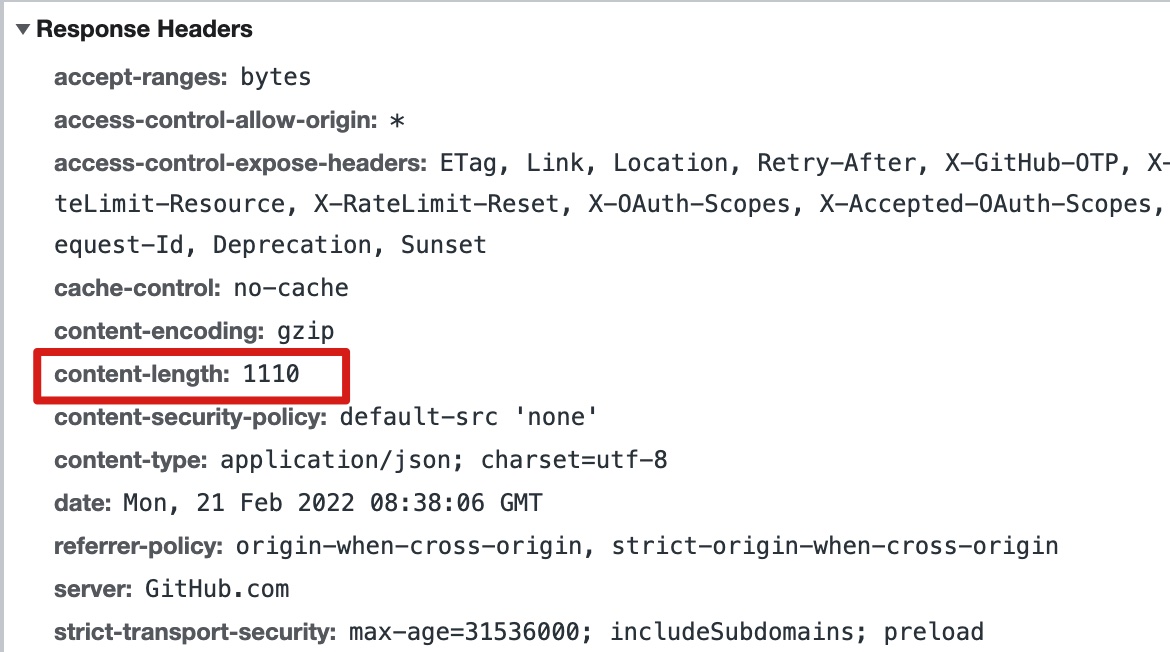 Response Headers
accept-ranges: bytes
access-control-allow-origin: *
access-control-expose-headers: ETag, Link, Location, Retry-After, X-GitHub-OTP, X-
teLimit-Resource, X-RateLimit-Reset, X-OAuth-Scopes, X-Accepted-OAuth-Scopes,
equest-Id, Deprecation, Sunset
cache-control: no-cache
content-encoding: gzip
content-length: 1110
content-security-policy: default-src 'none'
content-type: application/json; charset=utf-8
date: Mon, 21 Feb 2022 08:38:06 GMT
referrer-policy: origin-when-cross-origin, strict-origin-when-cross-origin
server: GitHub.com
strict-transport-security: max-age=31536000; includeSubdomains; preload